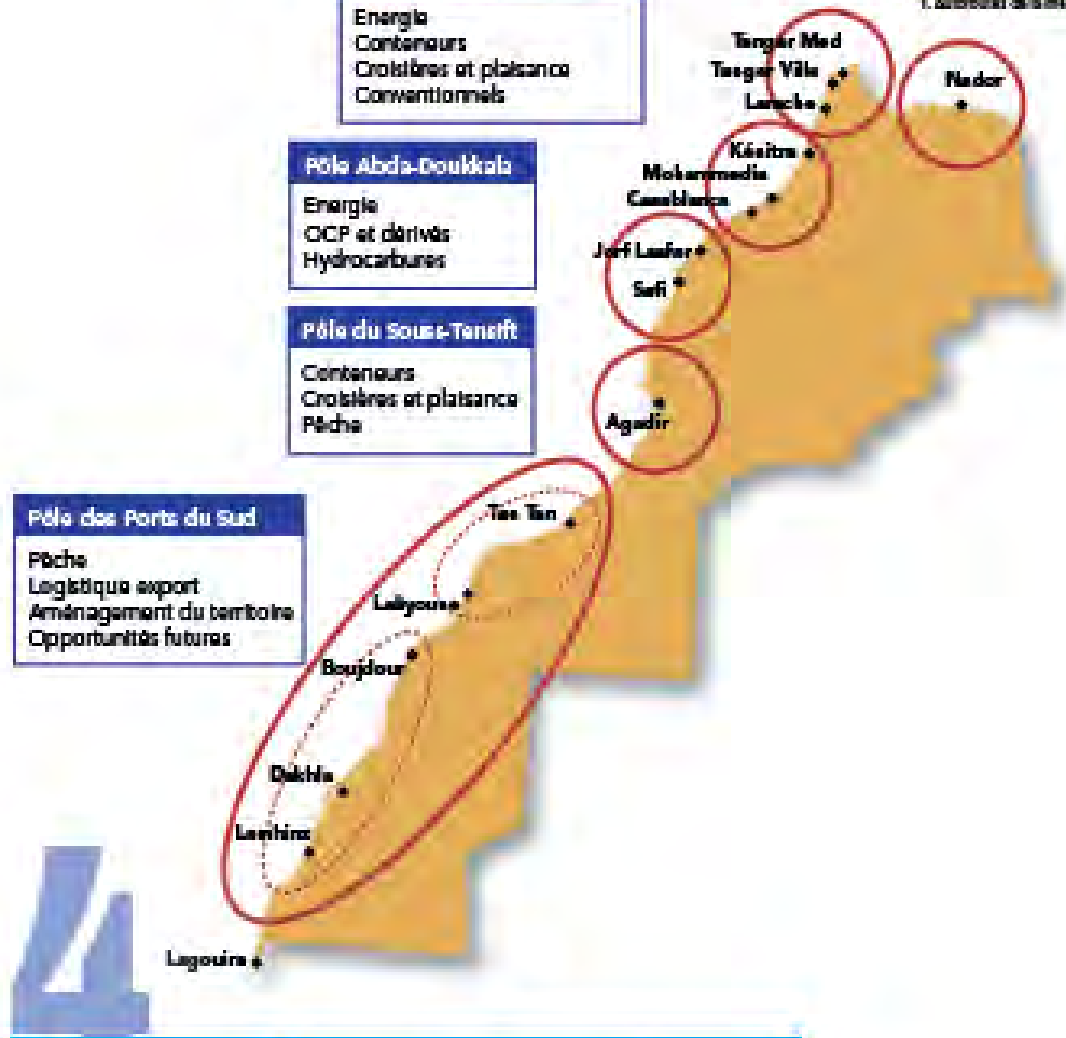 Energie
Conteneurs
Croisières et plaisance
Conventionnels
Pôle Abda-Doukkala
Energie
OCP et dérivés
Hydrocarbures
Pôle du Souss-Tensift
Conteneurs
Croisières et plaisance
Pêche
Pôle des Ports du Sud
Pêche
Logistique export
Aménagement du territoire
Opportunités futures
Tanger Med
Tanger Ville
Larache
Nador
Kénitra
Mohammedia
Casablanca
Jorf Lasfar
Safi
Agadir
Tan Tan
Laâyoune
Boujdour
Dakhla
Lamhiriz
Lagouira
4